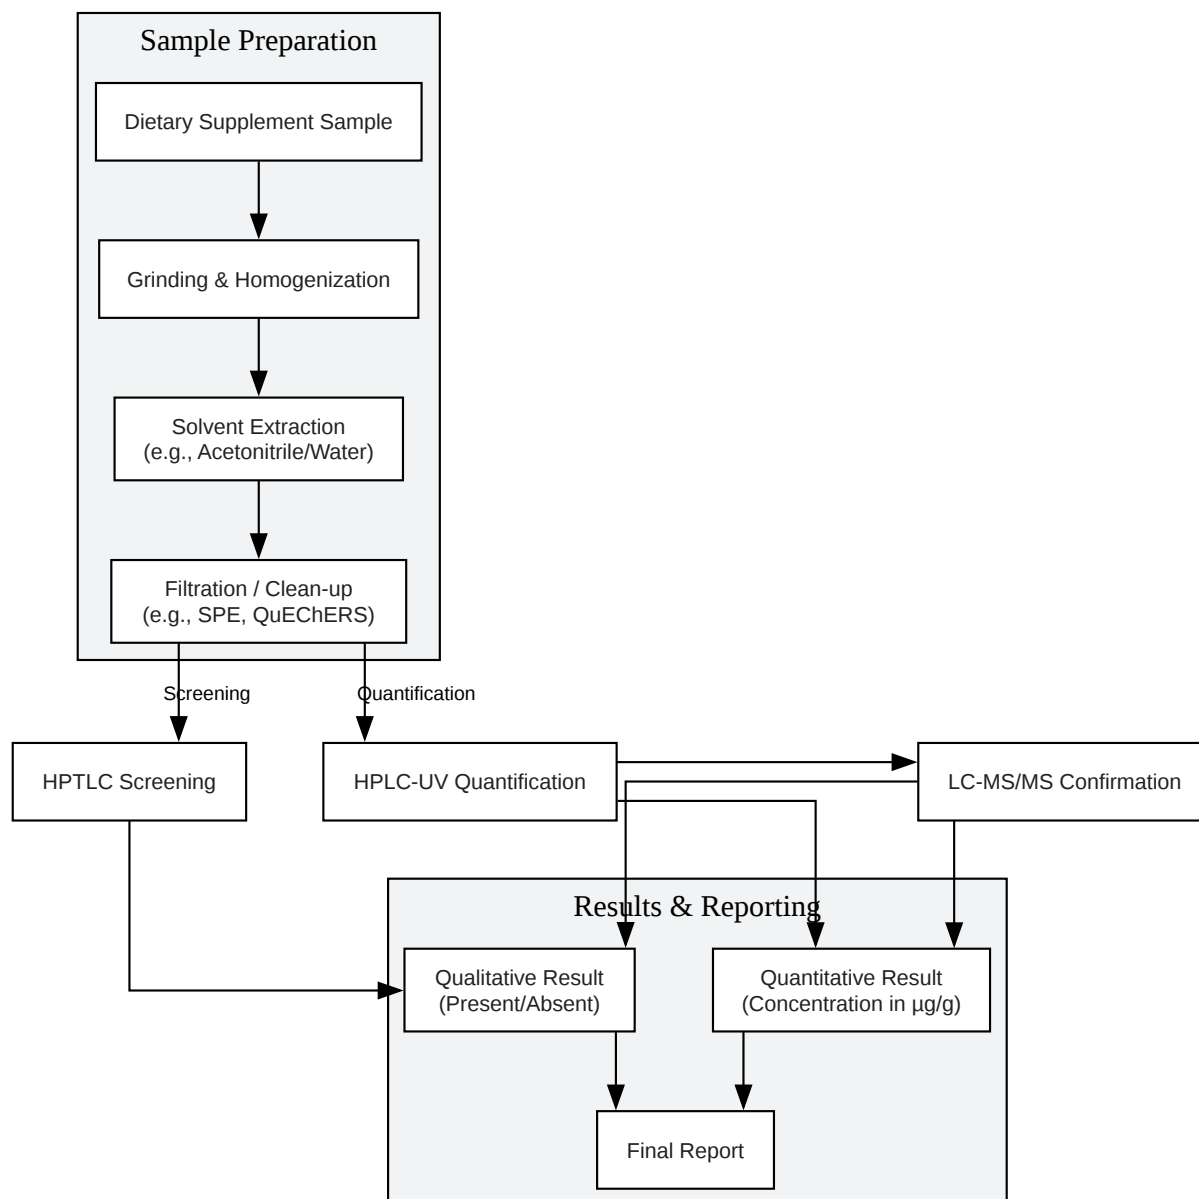 Sample Preparation
Dietary Supplement Sample
Grinding & Homogenization
Solvent Extraction
(e.g., Acetonitrile/Water)
Filtration / Clean-up
(e.g., SPE, QuEChERS)
Screening
Quantification
HPTLC Screening
HPLC-UV Quantification
LC-MS/MS Confirmation
Results & Reporting
Qualitative Result
(Present/Absent)
Quantitative Result
(Concentration in µg/g)
Final Report